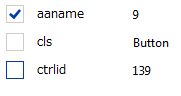 aaname 9
cls Button
ctrlid 139